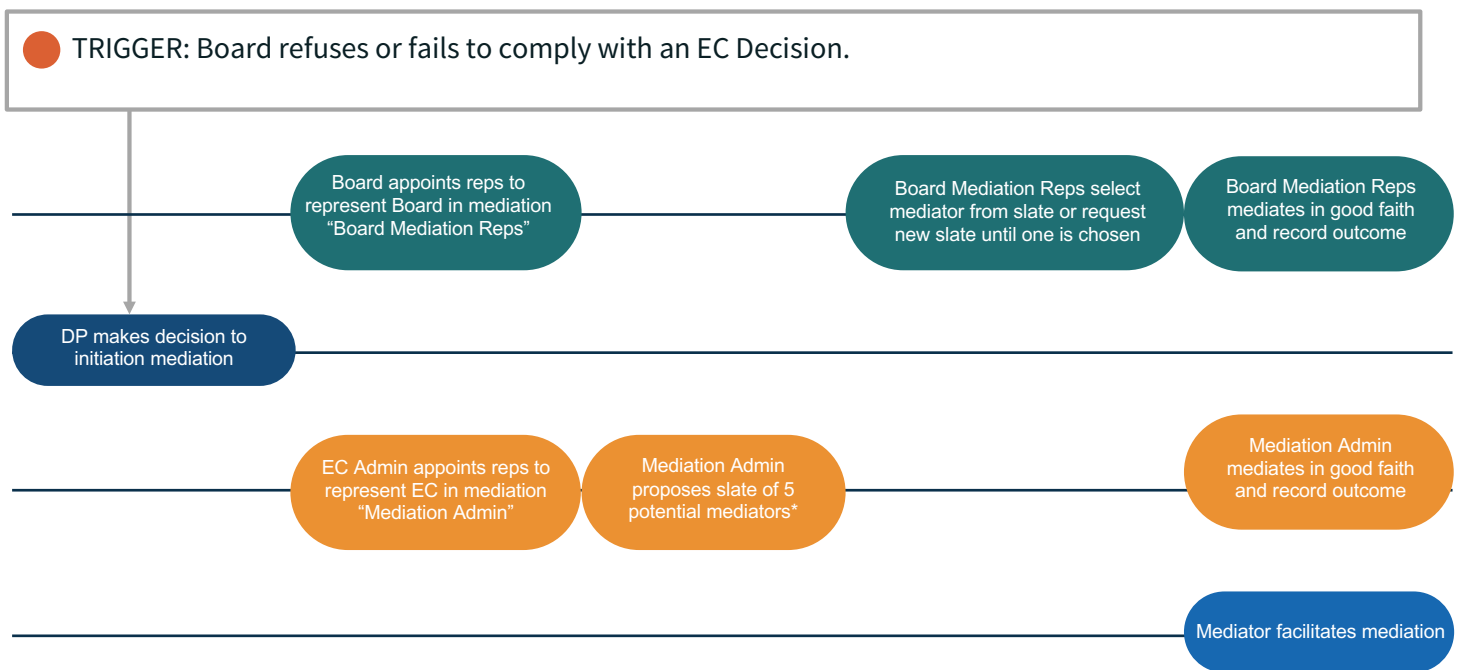 TRIGGER: Board refuses or fails to comply with an EC Decision.
Board appoints reps to
represent Board in mediation
“Board Mediation Reps”
Board Mediation Reps select
mediator from slate or request
new slate until one is chosen
Board Mediation Reps
mediates in good faith
and record outcome
DP makes decision to
initiation mediation
EC Admin appoints reps to
represent EC in mediation
“Mediation Admin”
Mediation Admin
proposes slate of 5
potential mediators*
Mediation Admin
mediates in good faith
and record outcome
Mediator facilitates mediation